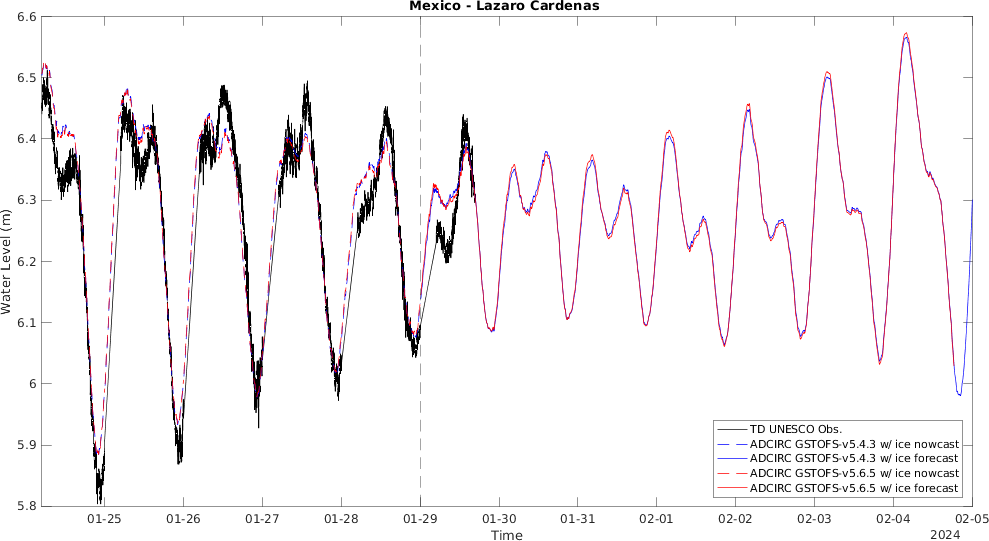 Mexico - Lazaro Cardenas
6.6
6.5
6.4
6.3
6.2
6.1
6
5.9
5.8
Water Level (m)
01-25 01-26 01-27 01-28 01-29 01-30 01-31 02-01 02-02 02-03 02-04 02-05
Time
2024
TD UNESCO Obs.
ADCIRC GSTOFS-v5.4.3 w/ ice nowcast
ADCIRC GSTOFS-v5.4.3 w/ ice forecast
ADCIRC GSTOFS-v5.6.5 w/ ice nowcast
ADCIRC GSTOFS-v5.6.5 w/ ice forecast